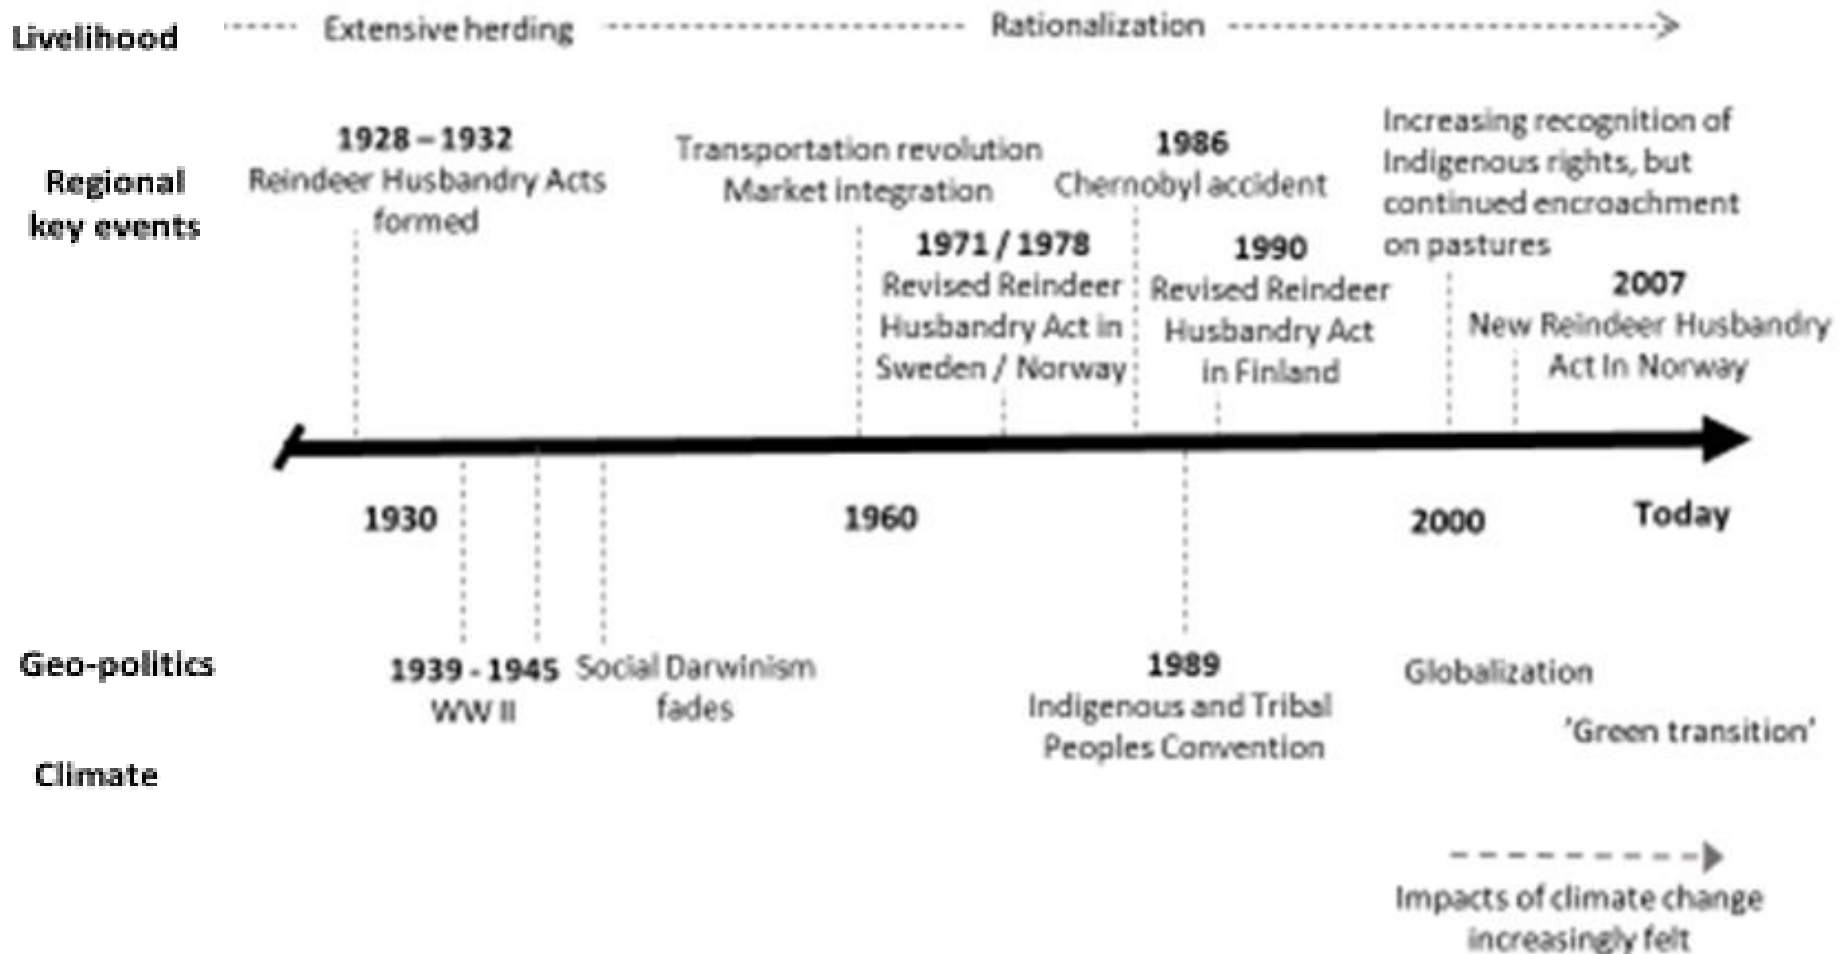 Livelihood
Extensive herding
Rationalization
Regional
key events
1928 – 1932
Reindeer Husbandry Acts
formed
Transportation revolution
Market integration
1971 / 1978
Revised Reindeer
Husbandry Act in
Sweden / Norway
1986
Chernobyl accident
1990
Revised Reindeer
Husbandry Act
in Finland
Increasing recognition of
Indigenous rights, but
continued encroachment
on pastures
2007
New Reindeer Husbandry
Act In Norway
1930
1960
2000
Today
Geo-politics
1939 - 1945
WW II
Social Darwinism
fades
1989
Indigenous and Tribal
Peoples Convention
Globalization
'Green transition'
Climate
Impacts of climate change
increasingly felt